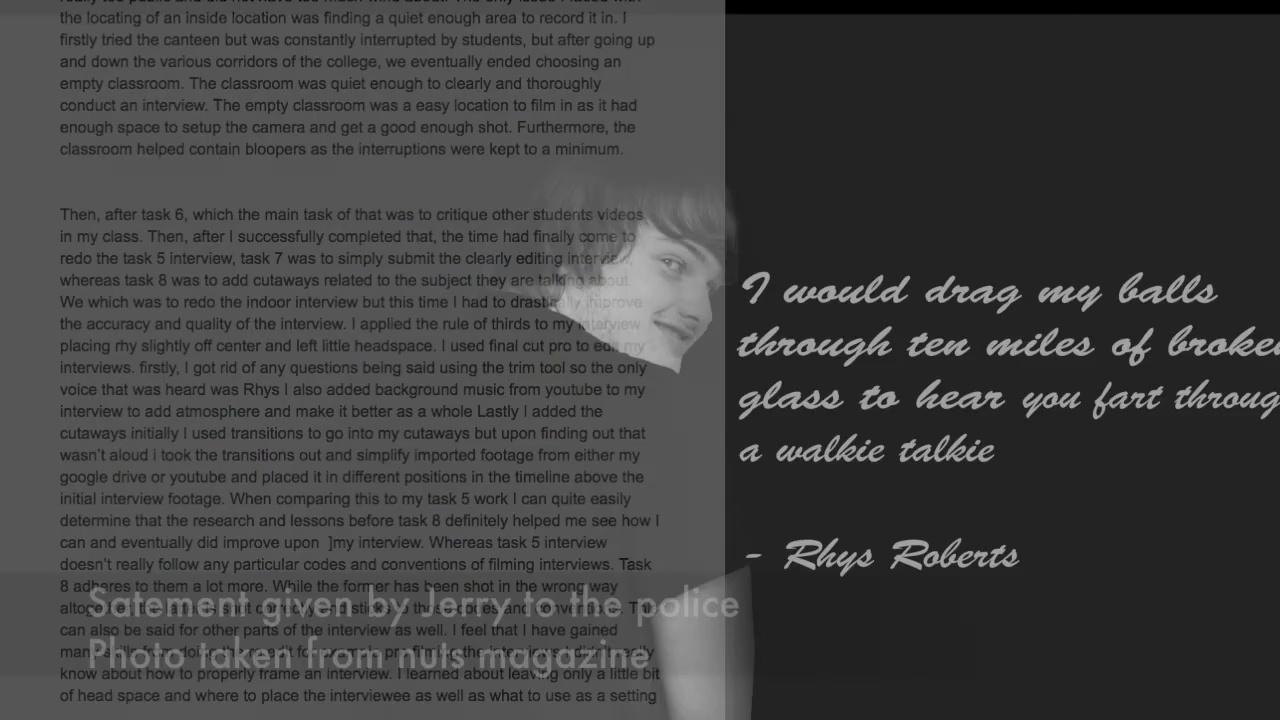 the locating of an inside location was finding a quiet enough area to record it in. I
firstly tried the canteen but was constantly interrupted by students, but after going up
and down the various corridors of the college, we eventually ended choosing an
empty classroom. The classroom was quiet enough to clearly and thoroughly
conduct an interview. The empty classroom was a easy location to film in as it had
enough space to setup the camera and get a good enough shot. Furthermore, the
classroom helped contain bloopers as the interruptions were kept to a minimum.
Then, after task 6, which the main task of that was to critique other students videos
in my class. Then, after I successfully completed that, the time had finally come to
redo the task 5 interview, task 7 was to simply submit the clearly editing interview,
whereas task 8 was to add cutaways related to the subject they are talking about.
We which was to redo the indoor interview but this time I had to drastically improve
the accuracy and quality of the interview. I applied the rule of thirds to my interview
placing rhy slightly off center and left little headspace. I used final cut pro to edit my
interviews. firstly, I got rid of any questions being said using the trim tool so the only
voice that was heard was Rhys I also added background music from youtube to my
interview to add atmosphere and make it better as a whole Lastly I added the
cutaways initially I used transitions to go into my cutaways but upon finding out that
wasn't aloud i took the transitions out and simplify imported footage from either my
google drive or youtube and placed it in different positions in the timeline above the
initial interview footage. When comparing this to my task 5 work I can quite easily
determine that the research and lessons before task 8 definitely helped me see how I
can and eventually did improve upon ]my interview. Whereas task 5 interview
doesn't really follow any particular codes and conventions of filming interviews. Task
8 adheres to them a lot more. While the former has been shot in the wrong way
can also be said for other parts of the interview as well. I feel that I have gained
know about how to properly frame an interview. I learned about leaving only a little bit
of head space and where to place the interviewee as well as what to use as a setting
Satement given by Jerry to the police
Photo taken from nuts magazine
I would drag my balls
through ten miles of broken
glass to hear you fart through
a walkie talkie
- Rhys Roberts